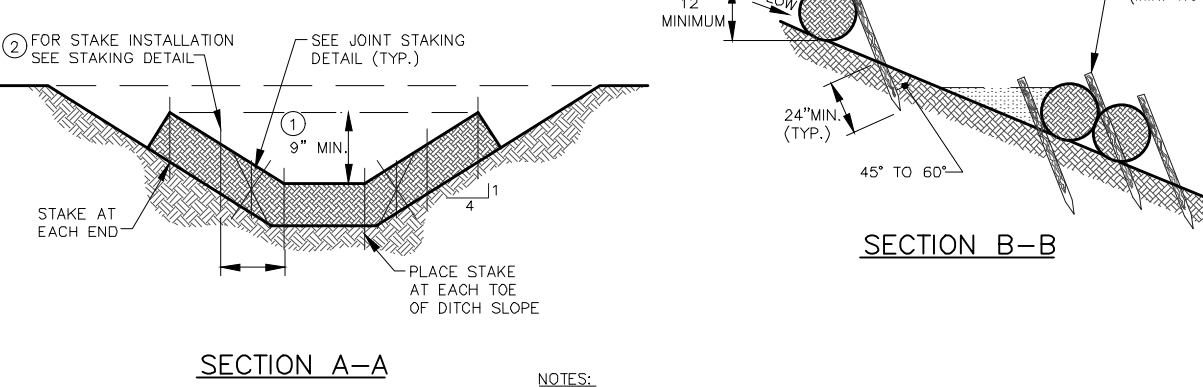 2 FOR STAKE INSTALLATION
SEE STAKING DETAIL
SEE JOINT STAKING
DETAIL (TYP.)
1
9" MIN.
1
4
STAKE AT
EACH END
PLACE STAKE
AT EACH TOE
OF DITCH SLOPE
SECTION A-A
NOTES:
12"
MINIMUM
24"MIN.
(TYP.)
45° TO 60°
SECTION B-B